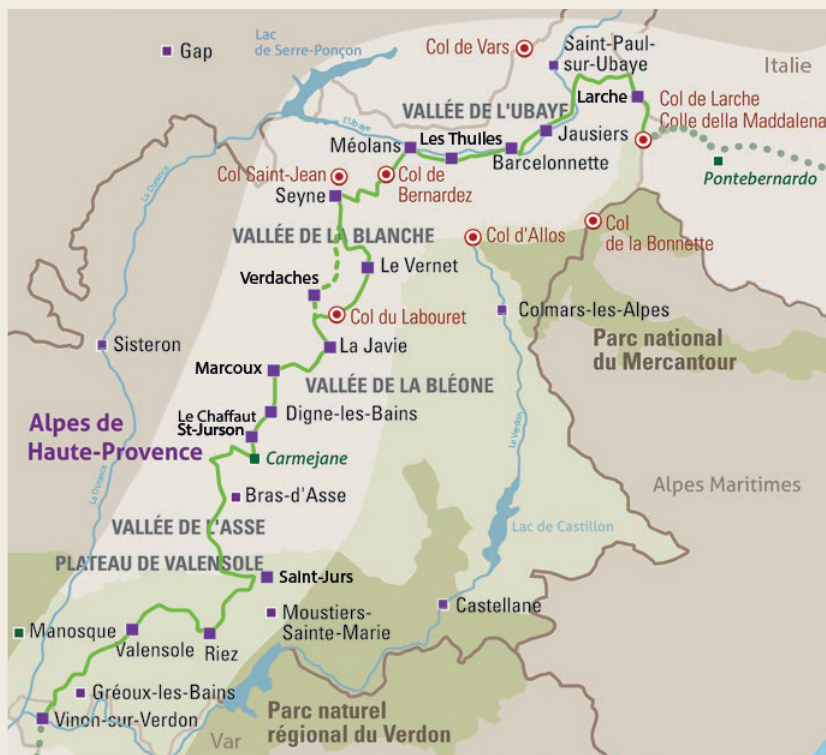 Lac
de Serre-Ponçon
Gap
Col de Vars
Saint-Paul-
sur-Ubaye
Italie
Larche
Col de Larche
Colle della Maddalena
VALLÉE DE L'UBAYE
L'Ubaye
Méolans
Les Thuiles
Jausiers
Barcelonnette
Pontebernardo
Col Saint-Jean
Seyne
Col de
Bernardez
La Durance
VALLÉE DE LA BLANCHE
Col d'Allos
Col
de la Bonnette
Le Vernet
Verdaches
Col du Labouret
Colmars-les-Alpes
Sisteron
La Javie
Parc national
du Mercantour
Marcoux
VALLÉE DE LA BLÉONE
Le Chaffaut
St-Jurson
Digne-les-Bains
Le Verdon
Alpes de
Haute-Provence
Carmejane
Bras-d'Asse
La Durance
Alpes Maritimes
VALLÉE DE L'ASSE
Lac de Castillon
PLATEAU DE VALENSOLE
Saint-Jurs
Manosque
Valensole
Riez
Moustiers-
Sainte-Marie
Castellane
Gréoux-les-Bains
Vinon-sur-Verdon
Parc naturel
régional du Verdon
Var